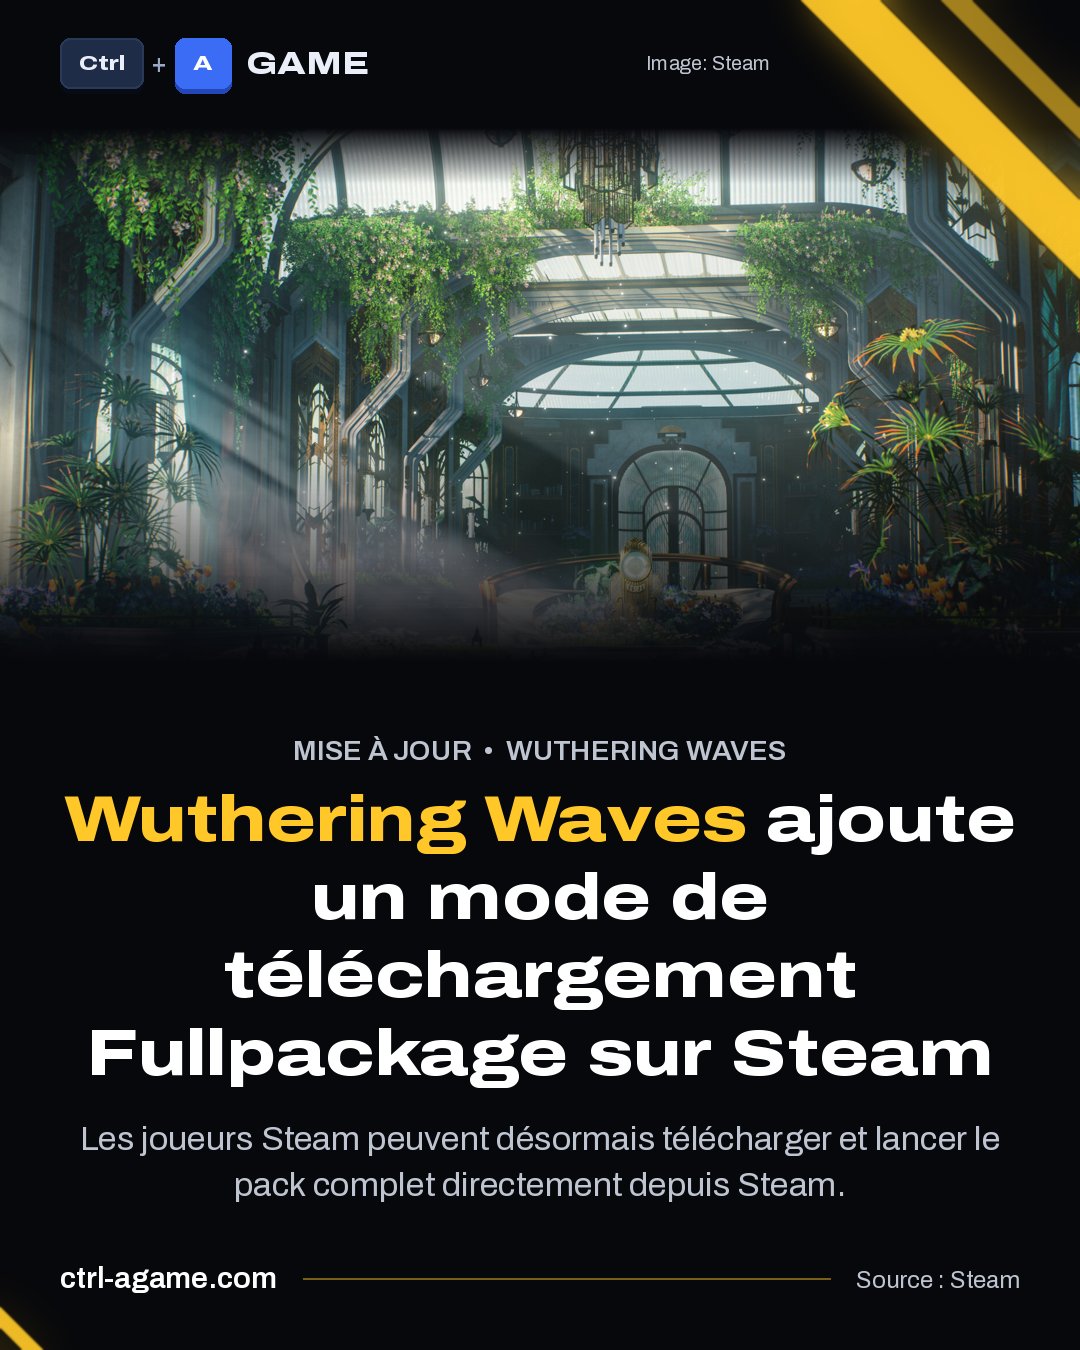 Ctrl + A GAME
Image: Steam
MISE À JOUR • WUTHERING WAVES
Wuthering Waves ajoute
un mode de
téléchargement
Fullpackage sur Steam
Les joueurs Steam peuvent désormais télécharger et lancer le
pack complet directement depuis Steam.
ctrl-agame.com
Source : Steam